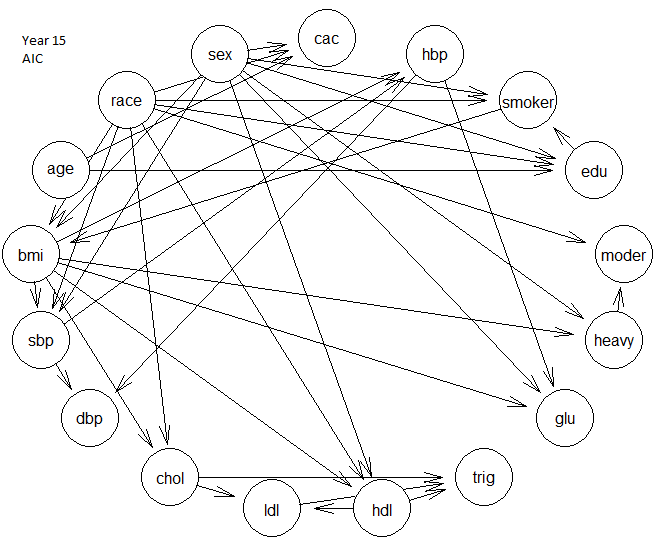 Year 15
AIC
cac
sex
hbp
race
smoker
age
edu
bmi
moder
sbp
heavy
dbp
glu
chol
trig
ldl
hdl